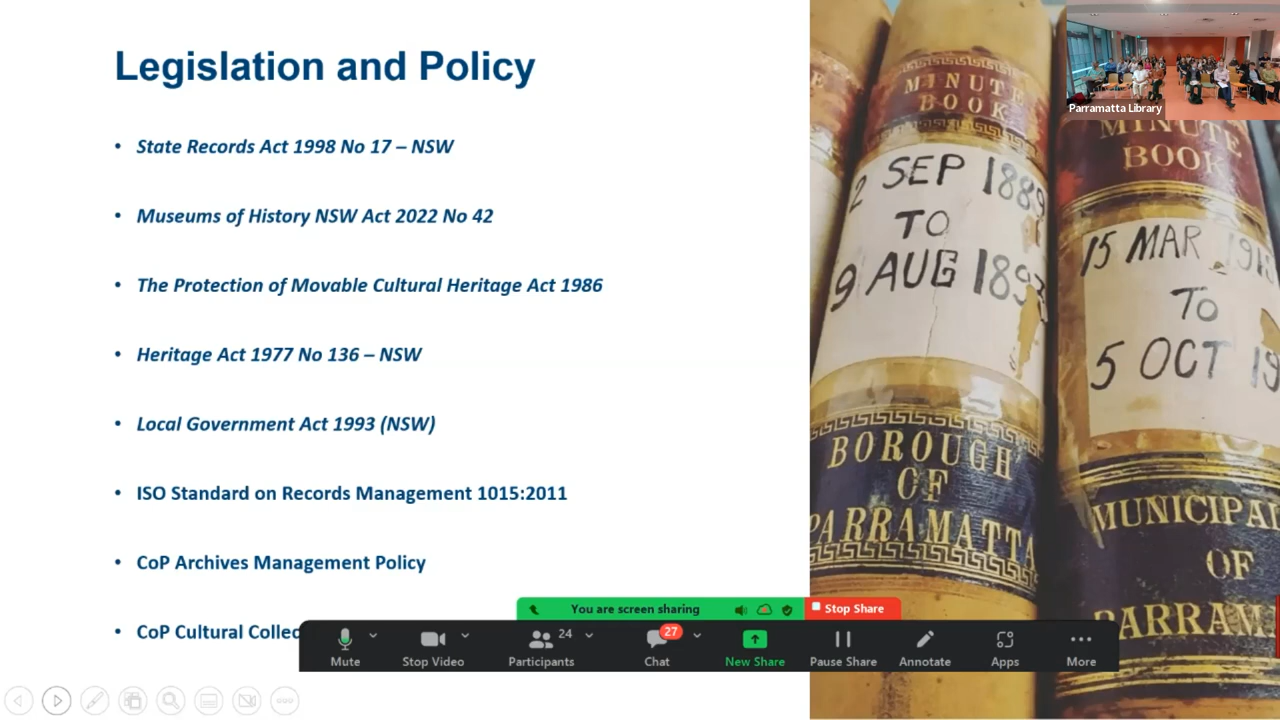 Legislation and Policy
• State Records Act 1998 No 17 – NSW
• Museums of History NSW Act 2022 No 42
• The Protection of Movable Cultural Heritage Act 1986
• Heritage Act 1977 No 136 – NSW
• Local Government Act 1993 (NSW)
• ISO Standard on Records Management 1015:2011
• CoP Archives Management Policy
• CoP Cultural
MINUTE
BOOK
2 SEP 1889
TO
9 AUG 1893
BOROUGH
OF
PARRAMATTA
Parramatta Library
MINUTE
BOOK
15 MAR
TO
5 OCT
OF
You are screen sharing
Stop Share
Mute
Stop Video
Participants
24
Chat
27
New Share
Pause Share
Annotate
Apps
More